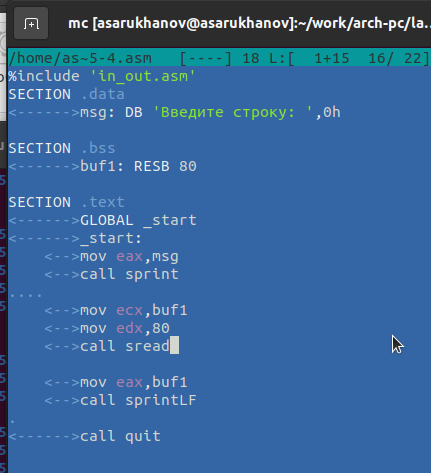 mc [asarukhanov@asarukhanov]:~/work/arch-pc/la...
/home/as~5-4.asm [----] 18 L:[ 1+15 16/ 22]
%include 'in_out.asm'
SECTION .data
<------>msg: DB 'Введите строку: ',0h
SECTION .bss
<------>buf1: RESB 80
SECTION .text
<------>GLOBAL _start
<------>_start:
<-->mov eax,msg
<-->call sprint
....
<-->mov ecx,buf1
<-->mov edx,80
<-->call sread
<-->mov eax,buf1
<-->call sprintLF
.
<------>call quit